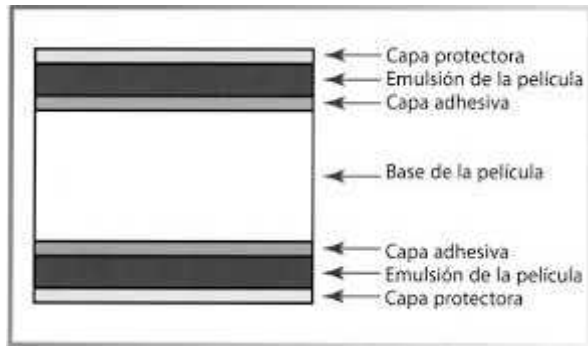 Capa protectora
Emulsión de la película
Capa adhesiva
Base de la película
Capa adhesiva
Emulsión de la película
Capa protectora